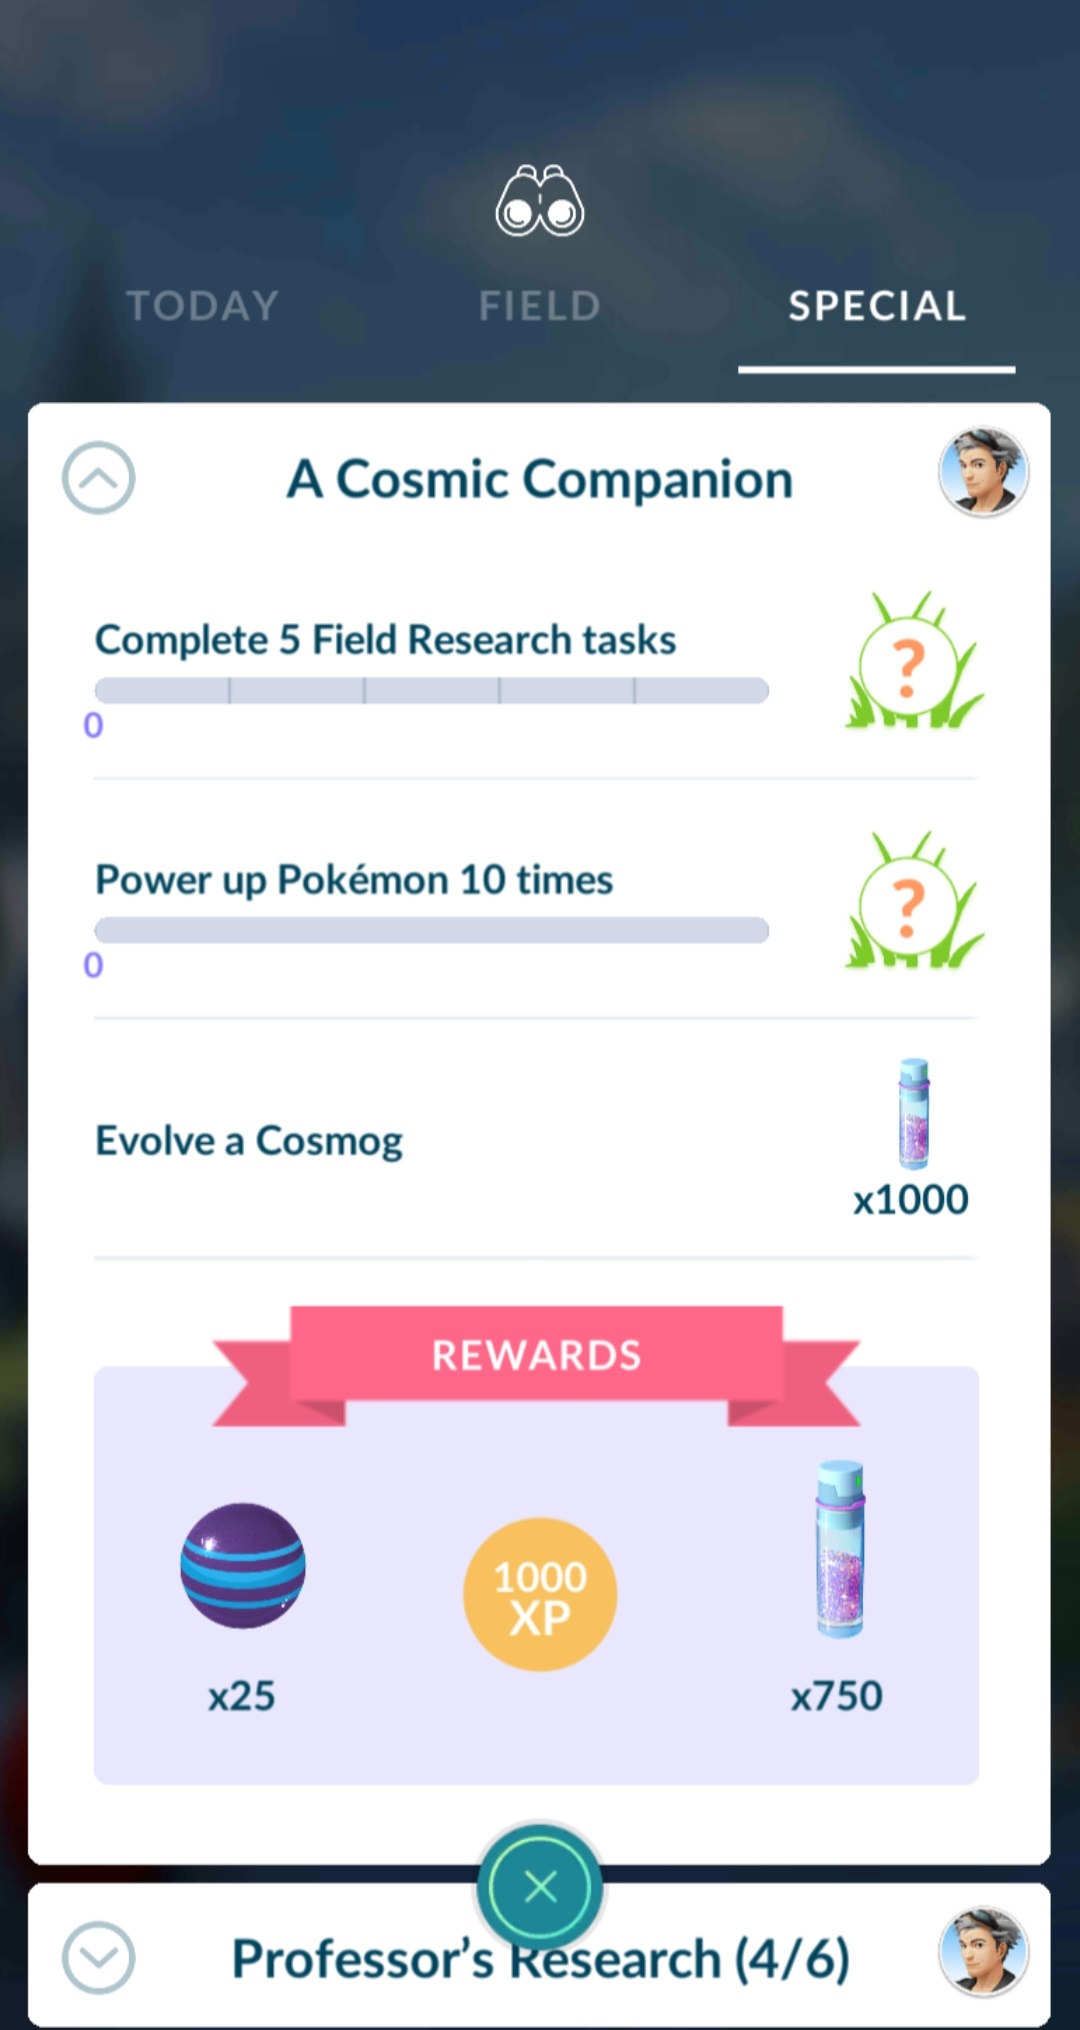 TODAY
FIELD
SPECIAL
A Cosmic Companion
Complete 5 Field Research tasks
?
0
Power up Pokémon 10 times
?
0
Evolve a Cosmog
x1000
REWARDS
1000
XP
x25
x750
Professor's Research (4/6)